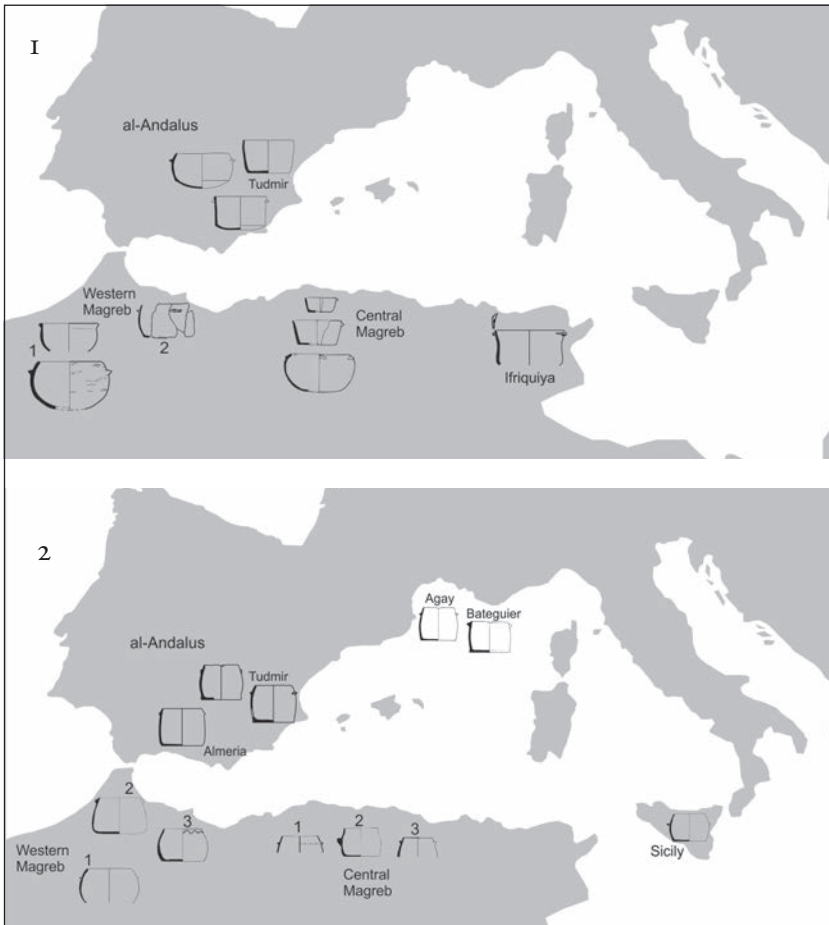 1
al-Andalus
Tudmir
Western
Magreb
1
2
Central
Magreb
Ifriquiya
2
Agay
Bateguier
al-Andalus
Tudmir
Almeria
2
3
Western
Magreb
1
1
2
3
Central
Magreb
Sicily